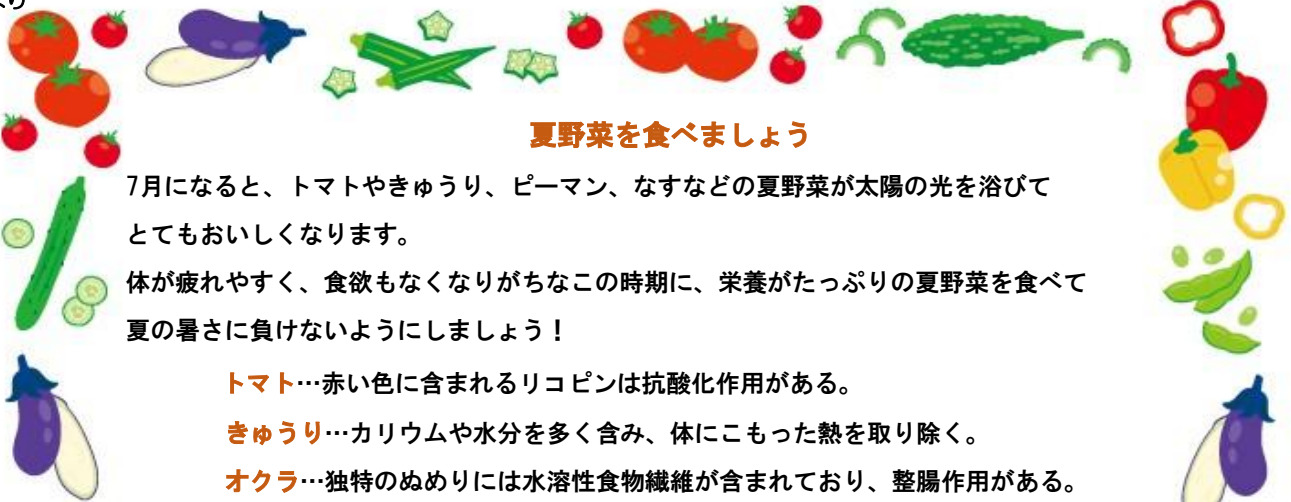 夏野菜を食べましょう
7月になると、トマトやきゅうり、ピーマン、なすなどの夏野菜が太陽の光を浴びて
とてもおいしくなります。
体が疲れやすく、食欲もなくなりがちなこの時期に、栄養がたっぷりの夏野菜を食べて
夏の暑さに負けないようにしましょう！
トマト…赤い色に含まれるリコピンは抗酸化作用がある。
きゅうり…カリウムや水分を多く含み、体にこもった熱を取り除く。
オクラ…独特のぬめりには水溶性食物繊維が含まれており、整腸作用がある。